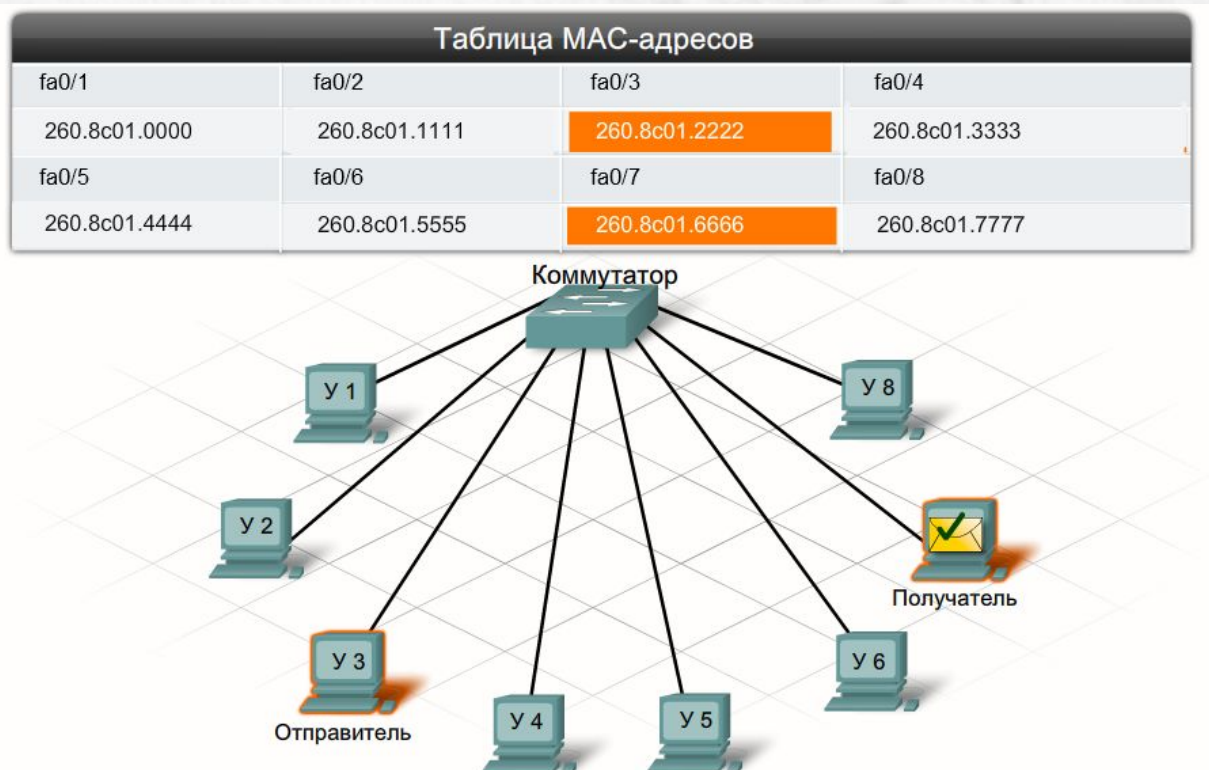 Таблица MAC-адресов
fa0/1 fa0/2 fa0/3 fa0/4
260.8c01.0000 260.8c01.1111 260.8c01.2222 260.8c01.3333
fa0/5 fa0/6 fa0/7 fa0/8
260.8c01.4444 260.8c01.5555 260.8c01.6666 260.8c01.7777
Коммутатор
У 1
У 8
У 2
Получатель
У 3
У 6
Отправитель
У 4
У 5